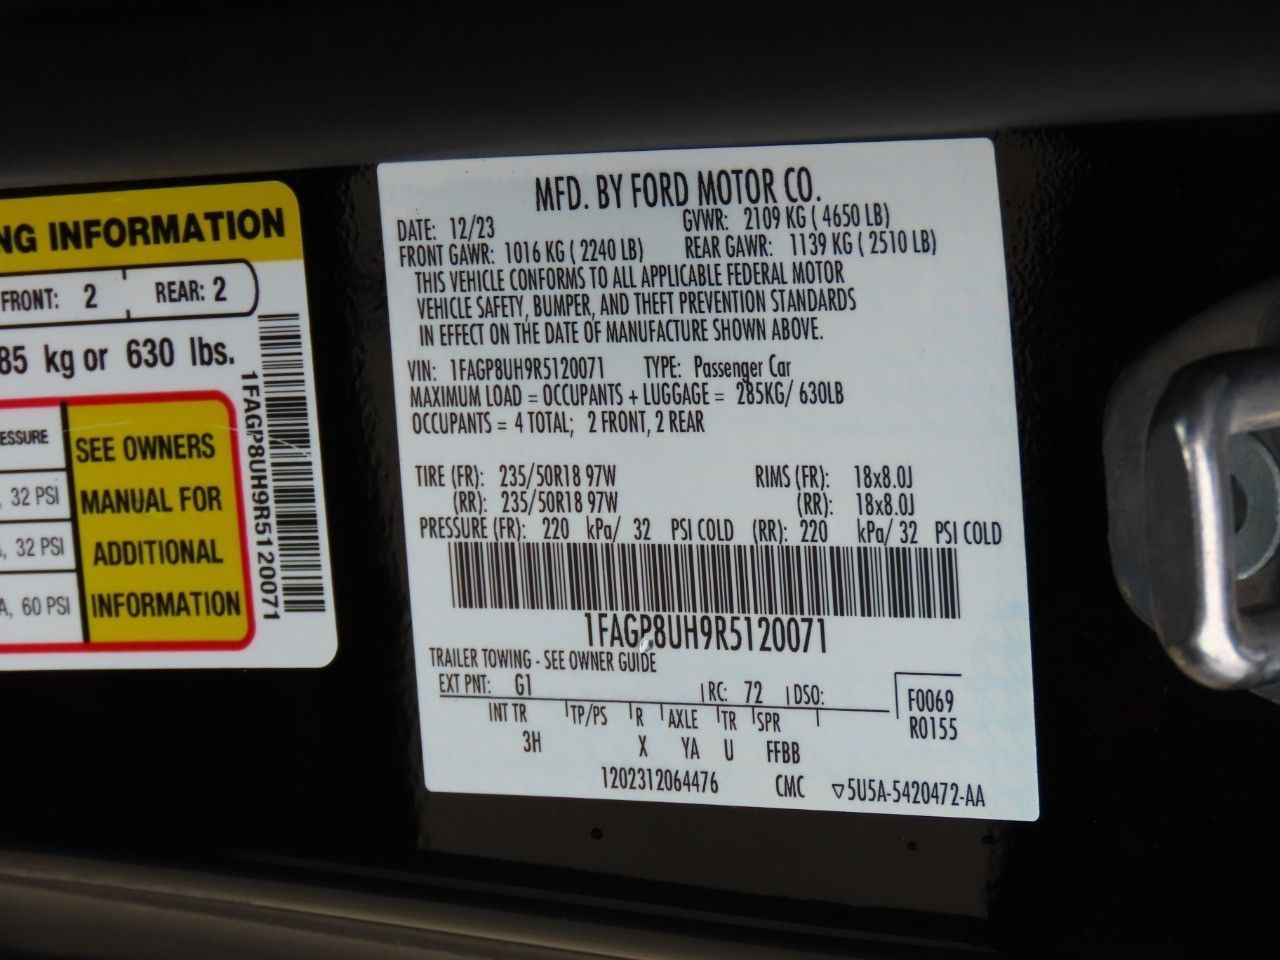 NG INFORMATION
FRONT: 2 REAR: 2
85 kg or 630 lbs.
1FAGP8UH9R5120071
ESSURE
, 32 PSI
, 32 PSI
A, 60 PSI
SEE OWNERS
MANUAL FOR
ADDITIONAL
INFORMATION
MFD. BY FORD MOTOR CO.
DATE: 12/23 GVWR: 2109 KG ( 4650 LB)
FRONT GAWR: 1016 KG ( 2240 LB) REAR GAWR: 1139 KG ( 2510 LB)
THIS VEHICLE CONFORMS TO ALL APPLICABLE FEDERAL MOTOR
VEHICLE SAFETY, BUMPER, AND THEFT PREVENTION STANDARDS
IN EFFECT ON THE DATE OF MANUFACTURE SHOWN ABOVE.
VIN: 1FAGP8UH9R5120071 TYPE: Passenger Car
MAXIMUM LOAD = OCCUPANTS + LUGGAGE = 285KG/ 630LB
OCCUPANTS = 4 TOTAL; 2 FRONT, 2 REAR
TIRE (FR): 235/50R18 97W RIMS (FR): 18x8.0J
(RR): 235/50R18 97W (RR): 18x8.0J
PRESSURE (FR): 220 kPa/ 32 PSI COLD (RR): 220 kPa/ 32 PSI COLD
1FAGP8UH9R5120071
TRAILER TOWING - SEE OWNER GUIDE
EXT PNT: G1 RC: 72 DSO:
F0069
R0155
INT TR TP/PS R AXLE TR SPR
3H X YA U FFBB
1202312064476 CMC ▽5U5A-5420472-AA